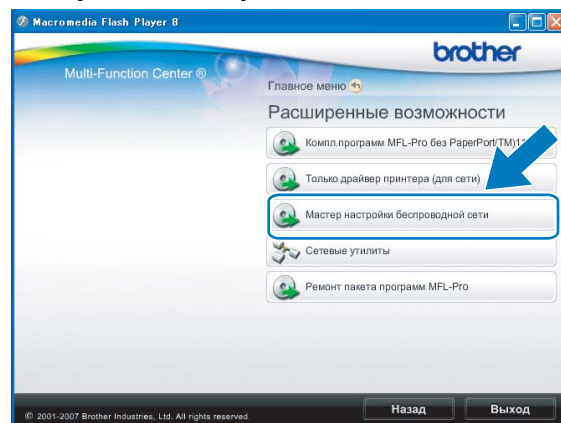 Macromedia Flash Player 8
brother
Multi-Function Center ®
Главное меню
Расширенные возможности
Компл.программ MFL-Pro без PaperPort(TM)11
Только драйвер принтера (для сети)
Мастер настройки беспроводной сети
Сетевые утилиты
Ремонт пакета программ MFL-Pro
© 2001-2007 Brother Industries, Ltd. All rights reserved.
Назад
Выход